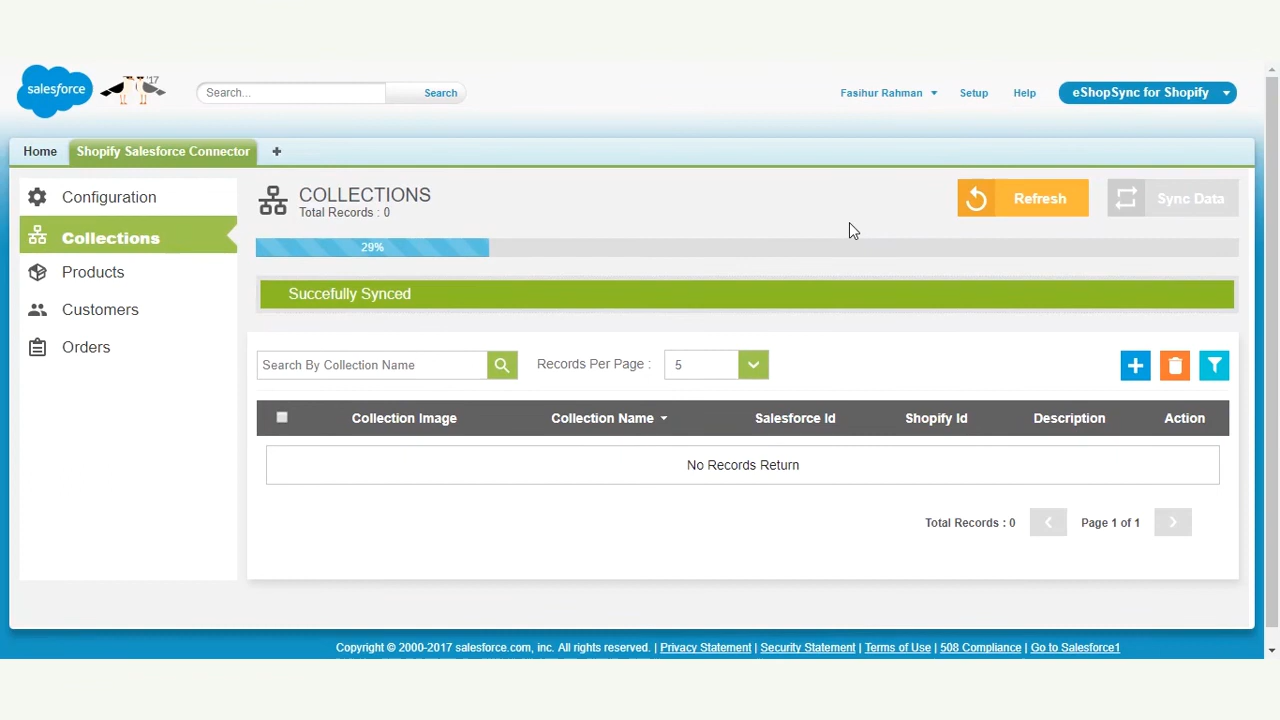 salesforce
'17
Search...
Search
Fasihur Rahman
Setup
Help
eShopSync for Shopify
Home
Shopify Salesforce Connector
Configuration
Collections
Products
Customers
Orders
COLLECTIONS
Total Records : 0
Refresh
Sync Data
29%
Succefully Synced
Search By Collection Name
Records Per Page :
5
Collection Image
Collection Name
Salesforce Id
Shopify Id
Description
Action
No Records Return
Total Records : 0
Page 1 of 1
Copyright © 2000-2017 salesforce.com, inc. All rights reserved. | Privacy Statement | Security Statement | Terms of Use | 508 Compliance | Go to Salesforce1